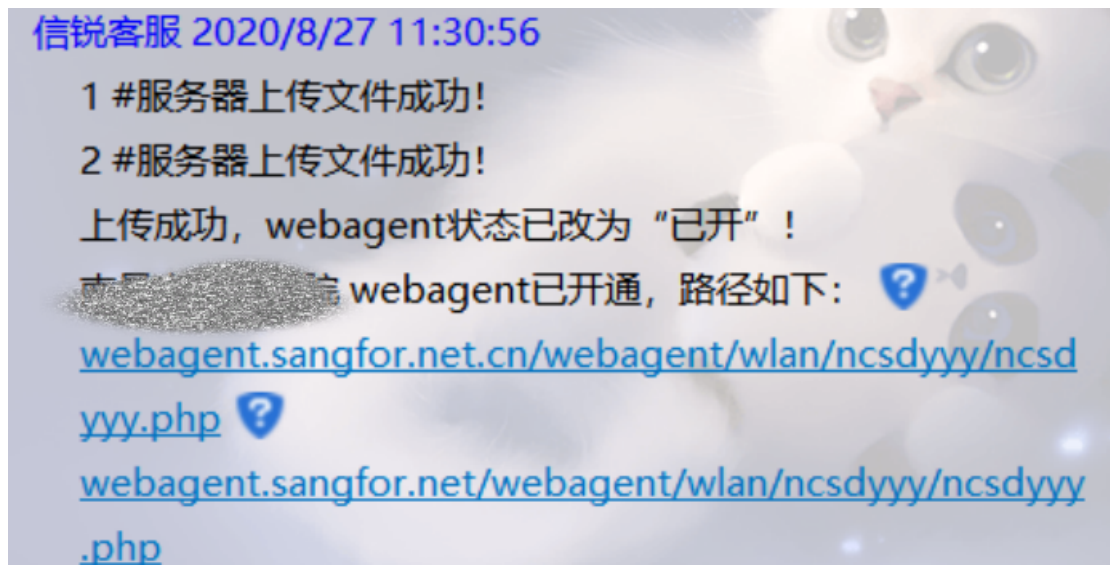 信锐客服 2020/8/27 11:30:56
1 #服务器上传文件成功！
2 #服务器上传文件成功！
上传成功，webagent状态已改为“已开”！
webagent已开通，路径如下：
webagent.sangfor.net.cn/webagent/wlan/ncsdyyy/ncsd
yyy.php
webagent.sangfor.net/webagent/wlan/ncsdyyy/ncsdyyy
.php